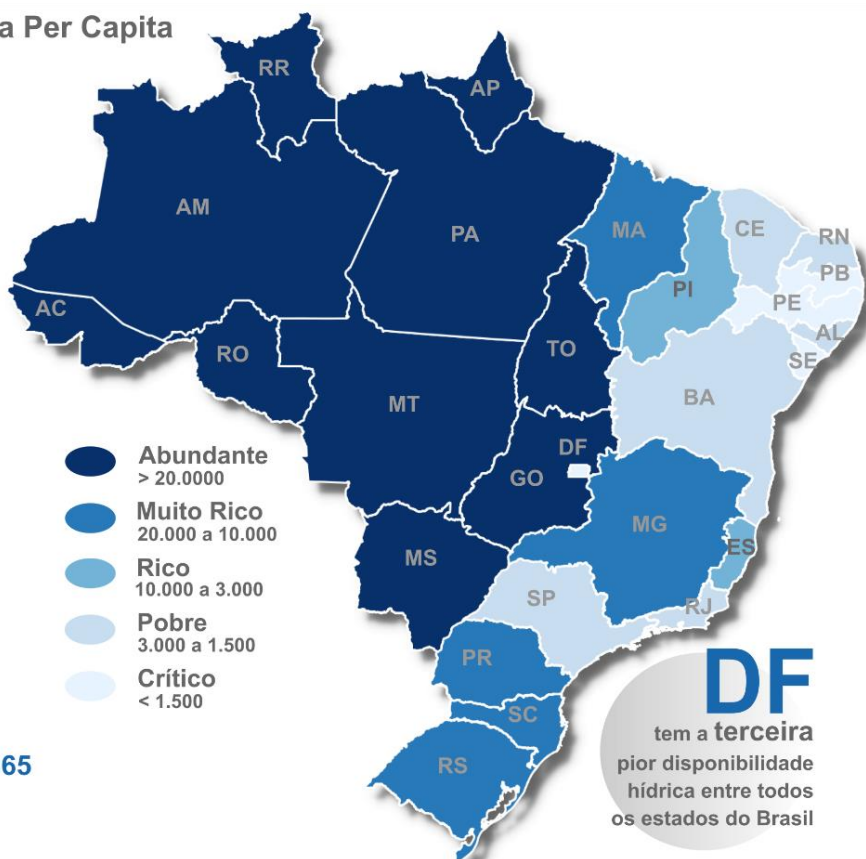 a Per Capita
RR
AP
AM
PA
MA
CE
RN
PB
PI
PE
AC
AL
RO
TO
SE
MT
BA
DF
GO
MG
MS
ES
SP
RJ
PR
SC
RS
Abundante
> 20.0000
Muito Rico
20.000 a 10.000
Rico
10.000 a 3.000
Pobre
3.000 a 1.500
Crítico
< 1.500
65
DF
tem a terceira
pior disponibilidade
hídrica entre todos
os estados do Brasil